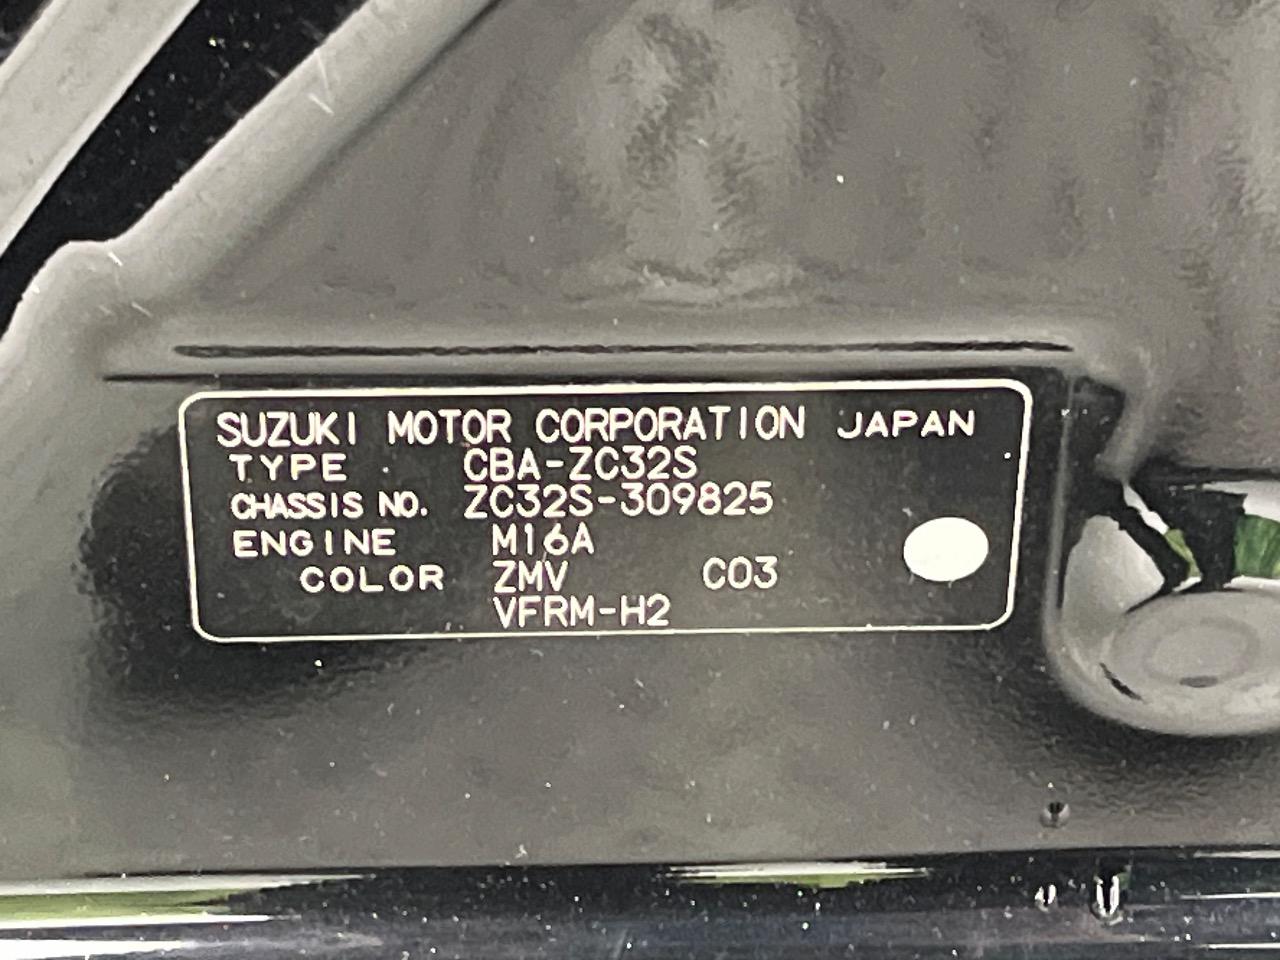 SUZUKI MOTOR CORPORATION JAPAN
TYPE CBA-ZC32S
CHASSIS NO. ZC32S-309825
ENGINE M16A
COLOR ZMV C03
VFRM-H2